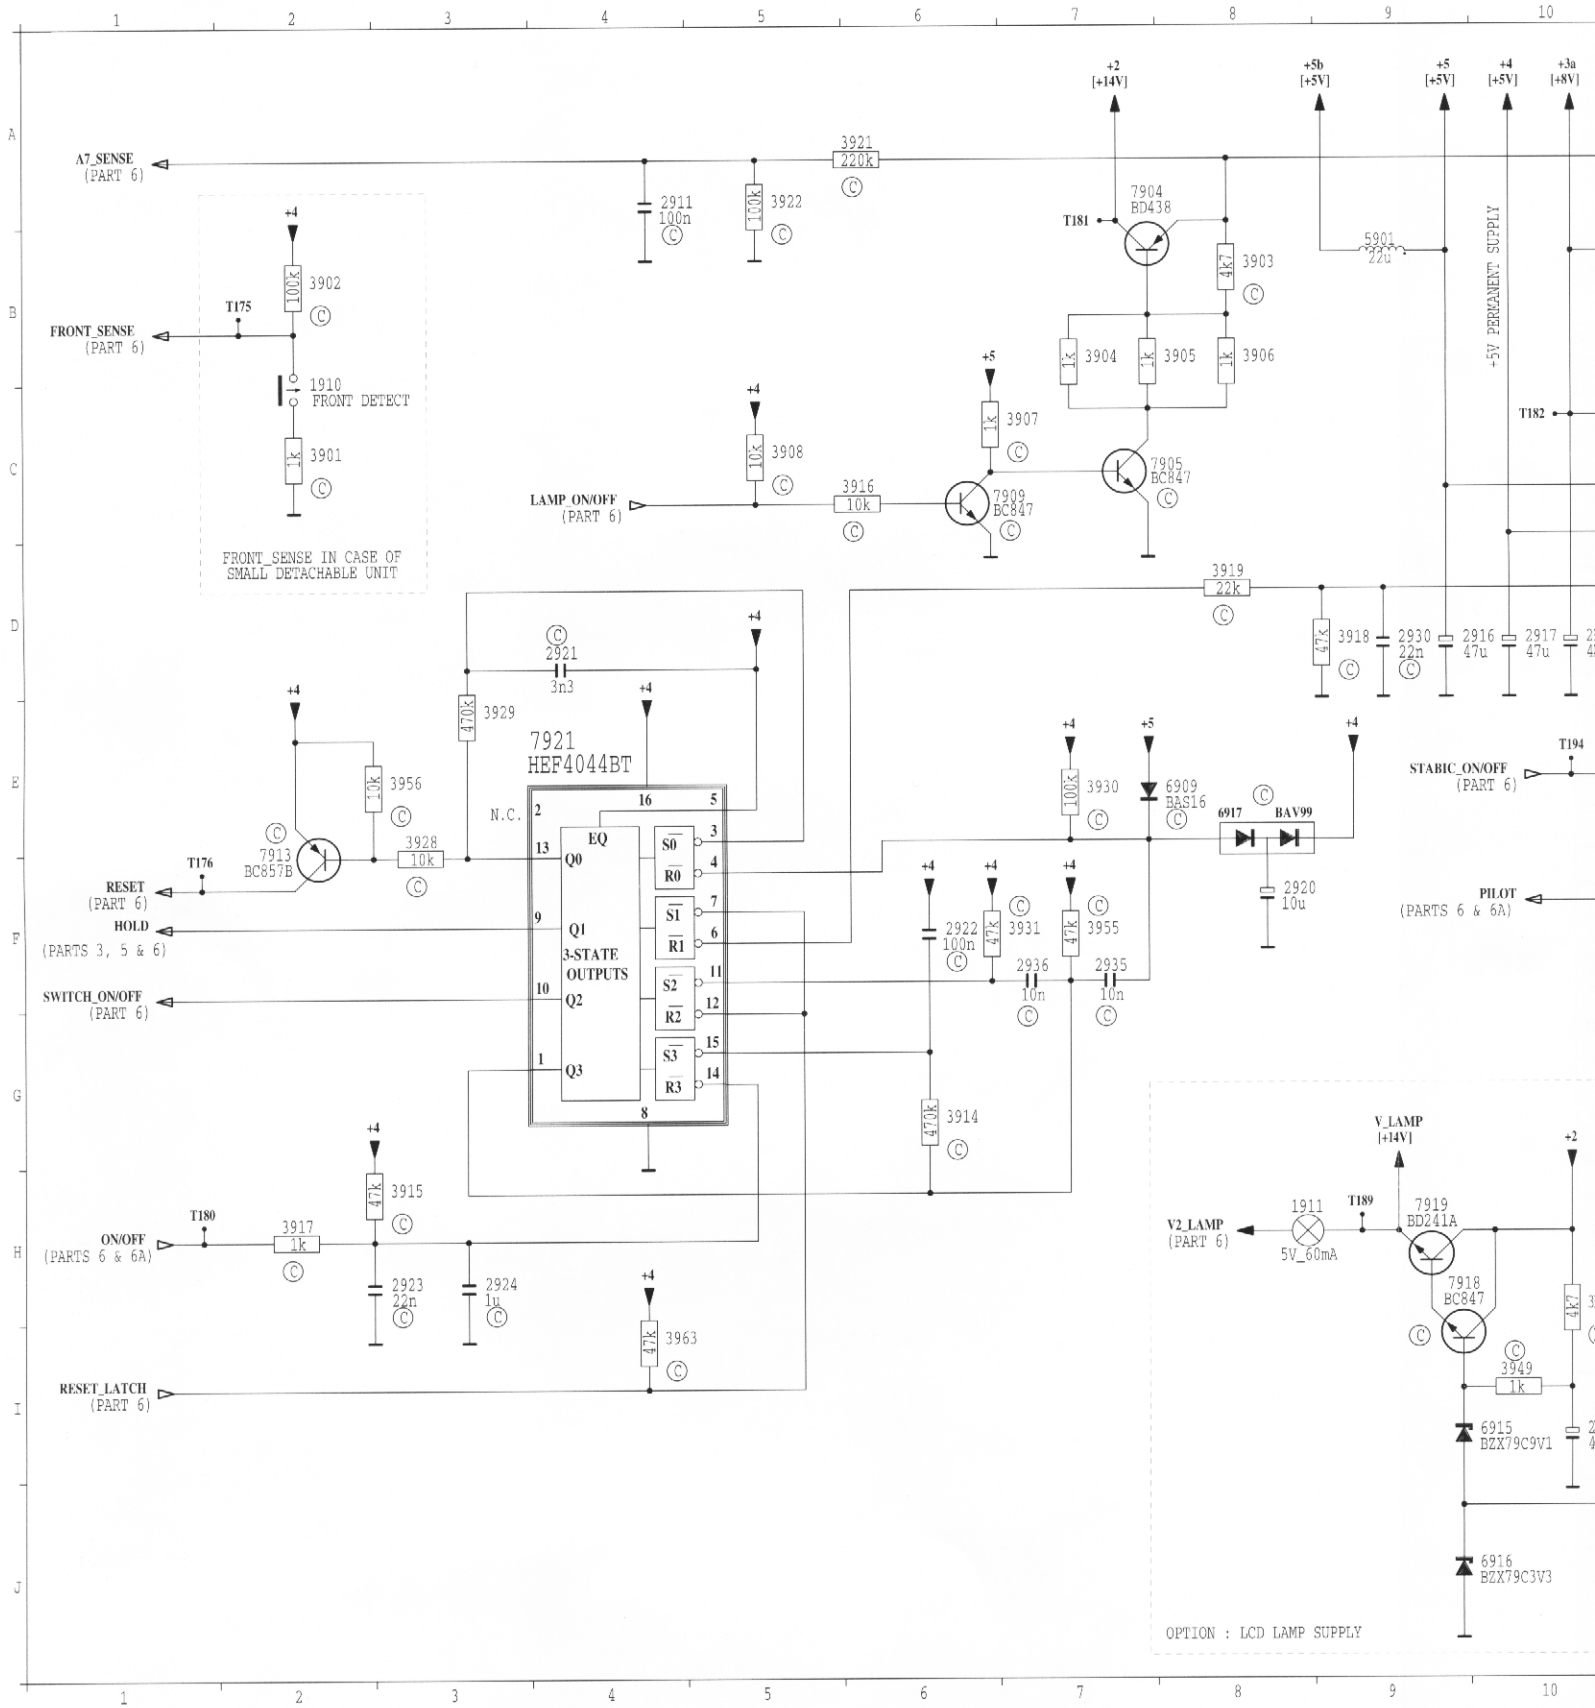 1 2 3 4 5 6 7 8 9 10
A
B
C
D
E
F
G
H
I
J
+2
[+14V]
+5b
[+5V]
+5
[+5V]
+4
[+5V]
+3a
[+8V]
A7_SENSE
(PART 6)
3921
220k
C
2911
100n
C
100k
3922
C
7904
BD438
T181
4k7
3903
C
5901
22u
+5V PERMANENT SUPPLY
+4
100k
3902
C
T175
FRONT_SENSE
(PART 6)
1910
FRONT DETECT
1k
3901
C
FRONT_SENSE IN CASE OF
SMALL DETACHABLE UNIT
1k
3904
1k
3905
1k
3906
+5
1k
3907
C
+4
10k
3908
C
T182
LAMP_ON/OFF
(PART 6)
3916
10k
C
7909
BC847
C
7905
BC847
C
3919
22k
C
47k
3918
C
2930
22n
C
2916
47u
2917
47u
+4
C
2921
3n3
470k
3929
+4
+4
10k
3956
C
C
7913
BC857B
3928
10k
C
T176
RESET
(PART 6)
HOLD
(PARTS 3, 5 & 6)
SWITCH_ON/OFF
(PART 6)
7921
HEF4044BT
N.C.
2
16
5
EQ
13
Q0
S0
3
R0
4
9
Q1
S1
7
R1
6
3-STATE
OUTPUTS
10
Q2
S2
11
R2
12
1
Q3
S3
15
R3
14
8
+4
100k
3930
C
+5
6909
BAS16
C
C
6917
BAV99
+4
2920
10u
T194
STABIC_ON/OFF
(PART 6)
PILOT
(PARTS 6 & 6A)
+4
2922
100n
C
+4
C
47k
3931
+4
C
47k
3955
2936
10n
C
2935
10n
C
470k
3914
C
+4
47k
3915
C
T180
ON/OFF
(PARTS 6 & 6A)
3917
1k
C
2923
22n
C
2924
1u
C
+4
47k
3963
C
RESET_LATCH
(PART 6)
V_LAMP
[+14V]
+2
V2_LAMP
(PART 6)
1911
5V_60mA
T189
7919
BD241A
7918
BC847
C
4k7
C
3949
1k
6915
BZX79C9V1
6916
BZX79C3V3
OPTION : LCD LAMP SUPPLY
1 2 3 4 5 6 7 8 9 10